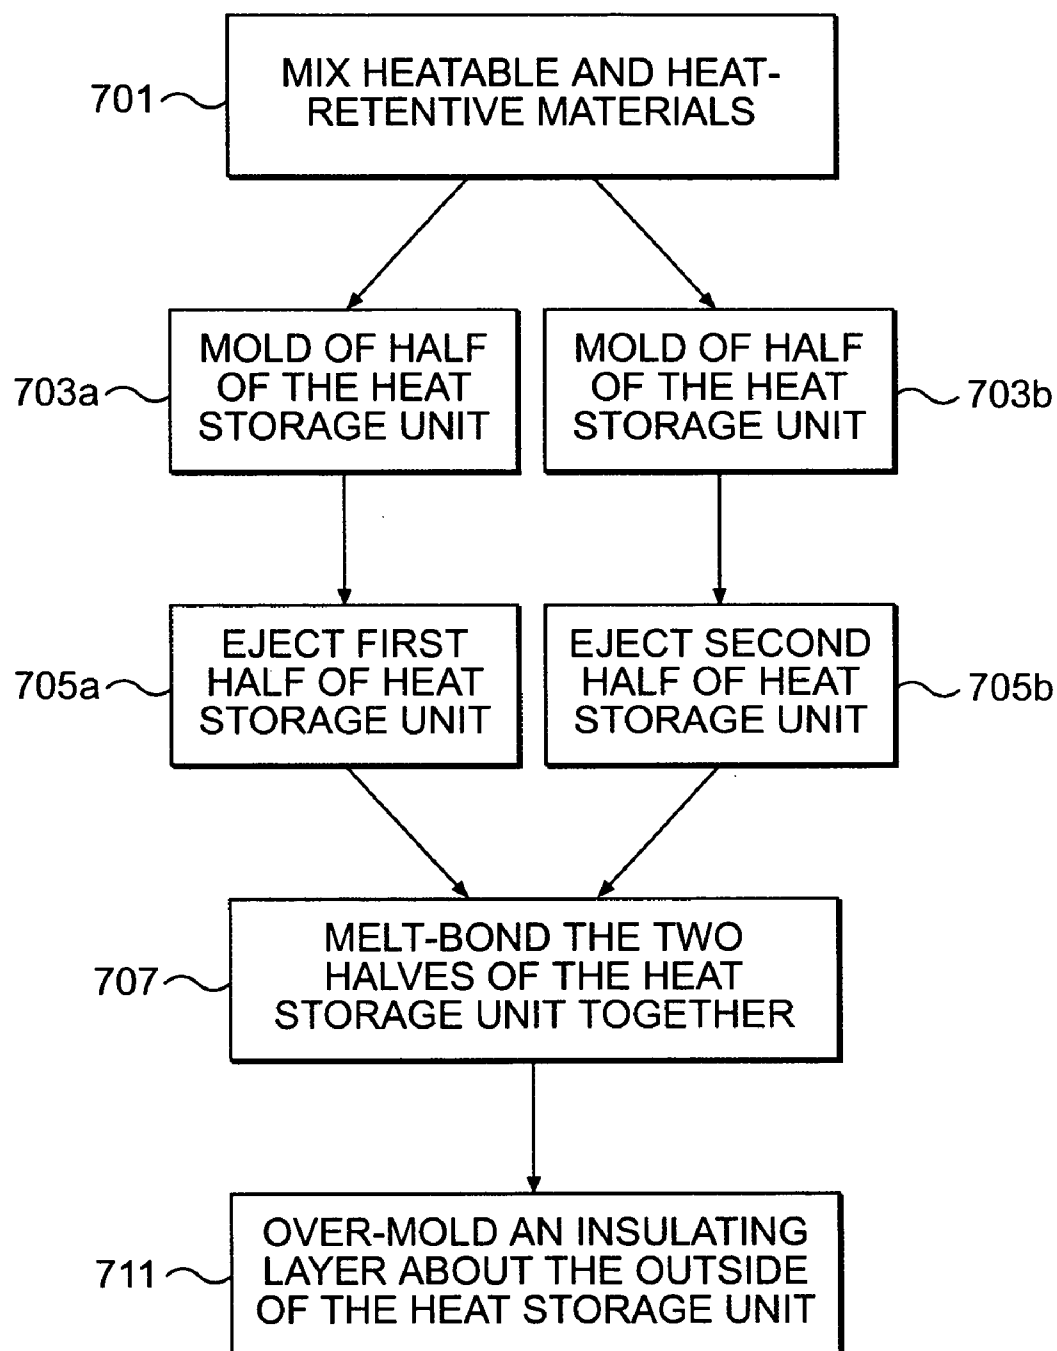 701
MIX HEATABLE AND HEAT-
RETENTIVE MATERIALS
703a
MOLD OF HALF
OF THE HEAT
STORAGE UNIT
MOLD OF HALF
OF THE HEAT
STORAGE UNIT
703b
705a
EJECT FIRST
HALF OF HEAT
STORAGE UNIT
EJECT SECOND
HALF OF HEAT
STORAGE UNIT
705b
707
MELT-BOND THE TWO
HALVES OF THE HEAT
STORAGE UNIT TOGETHER
711
OVER-MOLD AN INSULATING
LAYER ABOUT THE OUTSIDE
OF THE HEAT STORAGE UNIT